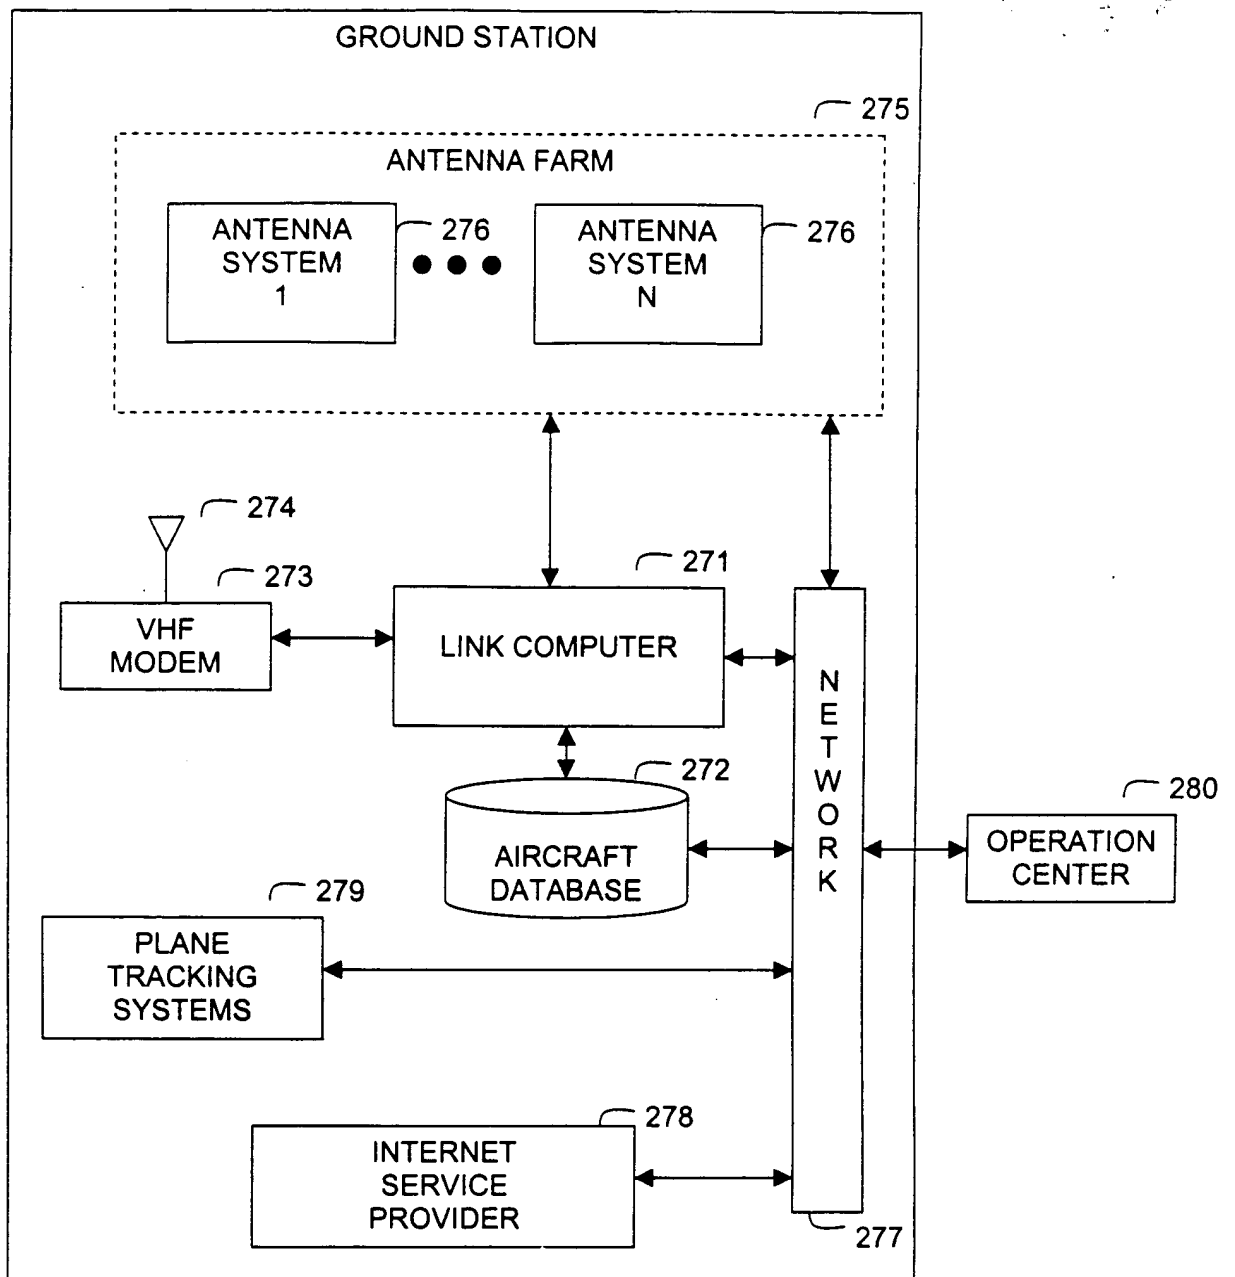 GROUND STATION
275
ANTENNA FARM
ANTENNA
SYSTEM
1
276
ANTENNA
SYSTEM
N
276
274
273
VHF
MODEM
271
LINK COMPUTER
N
E
T
W
O
R
K
272
AIRCRAFT
DATABASE
280
OPERATION
CENTER
279
PLANE
TRACKING
SYSTEMS
278
INTERNET
SERVICE
PROVIDER
277